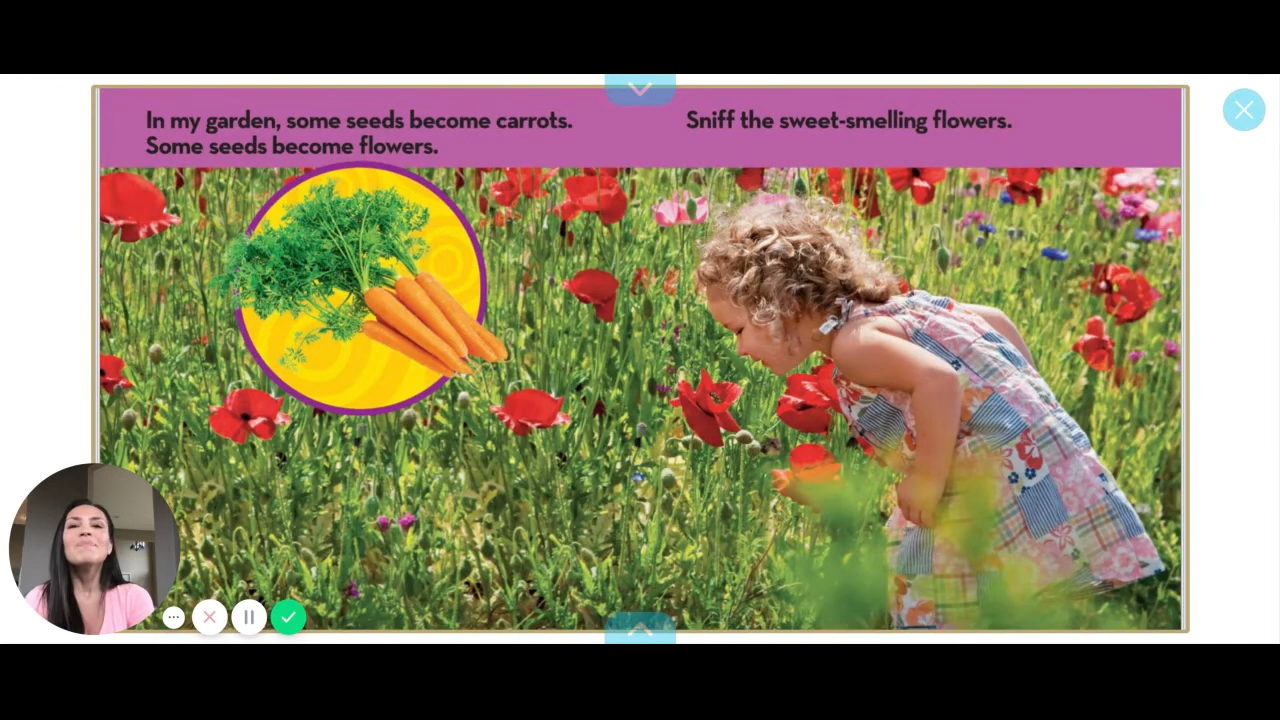 In my garden, some seeds become carrots.
Some seeds become flowers.
Sniff the sweet-smelling flowers.